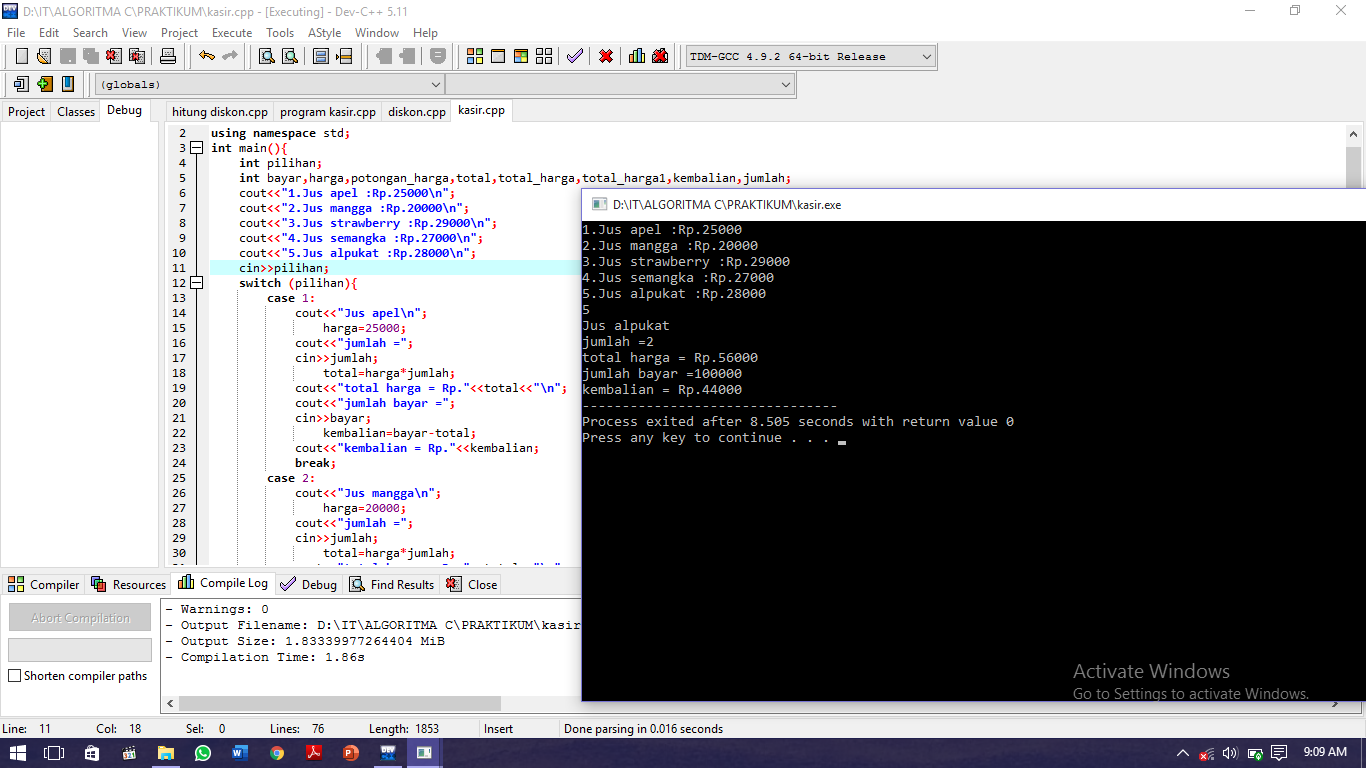 D:\IT\ALGORITMA C\PRAKTIKUM\kasir.cpp - [Executing] - Dev-C++ 5.11
File Edit Search View Project Execute Tools AStyle Window Help
TDM-GCC 4.9.2 64-bit Release
(globals)
Project Classes Debug
hitung diskon.cpp program kasir.cpp diskon.cpp kasir.cpp
2 using namespace std;
3 int main(){
4 int pilihan;
5 int bayar,harga,potongan_harga,total,total_harga,total_harga1,kembalian,jumlah;
6 cout<<"1.Jus apel :Rp.25000\n";
7 cout<<"2.Jus mangga :Rp.20000\n";
8 cout<<"3.Jus strawberry :Rp.29000\n";
9 cout<<"4.Jus semangka :Rp.27000\n";
10 cout<<"5.Jus alpukat :Rp.28000\n";
11 cin>>pilihan;
12 switch (pilihan){
13 case 1:
14 cout<<"Jus apel\n";
15 harga=25000;
16 cout<<"jumlah =";
17 cin>>jumlah;
18 total=harga*jumlah;
19 cout<<"total harga = Rp."<<total<<"\n";
20 cout<<"jumlah bayar =";
21 cin>>bayar;
22 kembalian=bayar-total;
23 cout<<"kembalian = Rp."<<kembalian;
24 break;
25 case 2:
26 cout<<"Jus mangga\n";
27 harga=20000;
28 cout<<"jumlah =";
29 cin>>jumlah;
30 total=harga*jumlah;
D:\IT\ALGORITMA C\PRAKTIKUM\kasir.exe
1.Jus apel :Rp.25000
2.Jus mangga :Rp.20000
3.Jus strawberry :Rp.29000
4.Jus semangka :Rp.27000
5.Jus alpukat :Rp.28000
5
Jus alpukat
jumlah =2
total harga = Rp.56000
jumlah bayar =100000
kembalian = Rp.44000
--------------------------------
Process exited after 8.505 seconds with return value 0
Press any key to continue . . .
Compiler Resources Compile Log Debug Find Results Close
Abort Compilation
Shorten compiler paths
- Warnings: 0
- Output Filename: D:\IT\ALGORITMA C\PRAKTIKUM\kasir
- Output Size: 1.83339977264404 MiB
- Compilation Time: 1.86s
Activate Windows
Go to Settings to activate Windows.
Line: 11 Col: 18 Sel: 0 Lines: 76 Length: 1853 Insert Done parsing in 0.016 seconds
9:09 AM